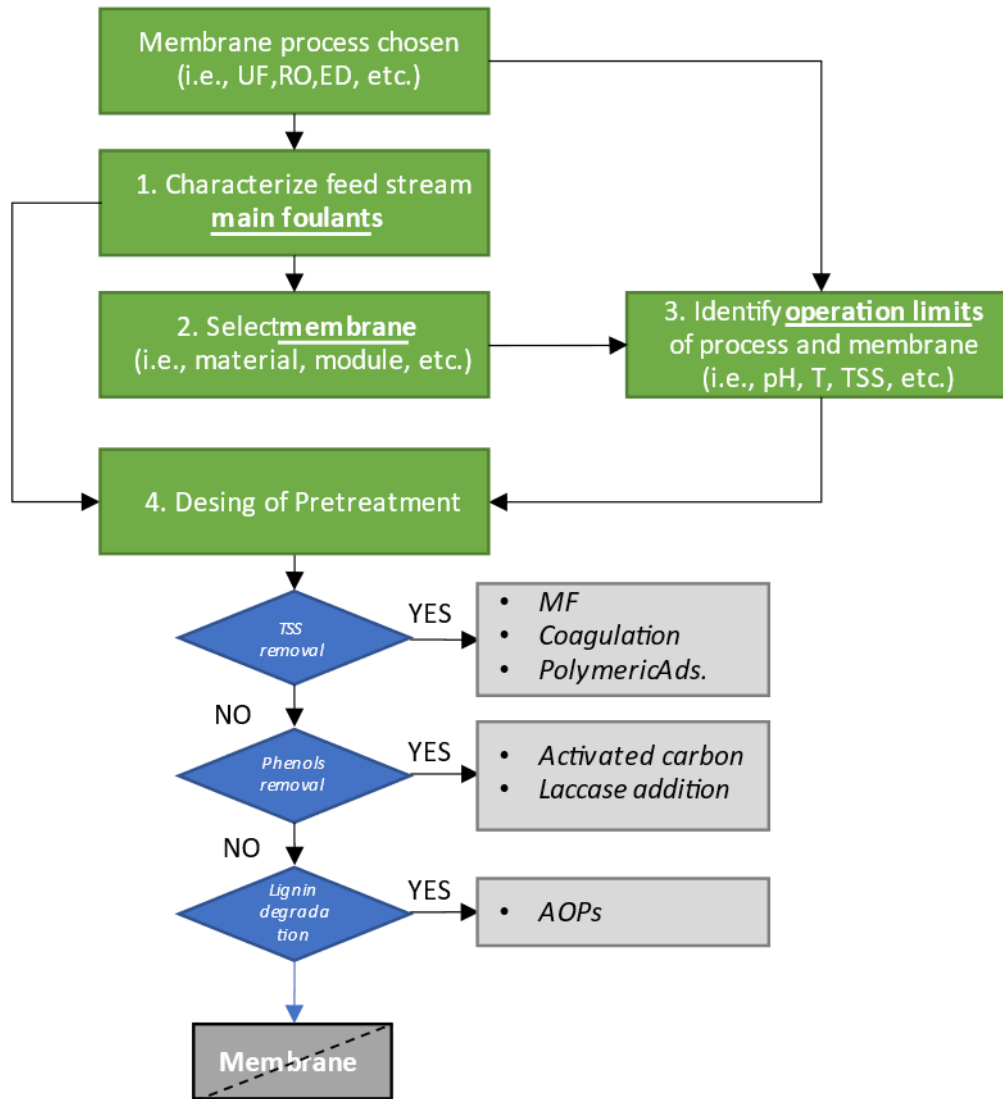 Membrane process chosen
(i.e., UF,RO,ED, etc.)
1. Characterize feed stream
main foulants
2. Selectmembrane
(i.e., material, module, etc.)
3. Identify operation limits
of process and membrane
(i.e., pH, T, TSS, etc.)
4. Desing of Pretreatment
TSS
removal
YES
• MF
• Coagulation
• PolymericAds.
NO
Phenols
removal
YES
• Activated carbon
• Laccase addition
NO
Lignin
degrada
tion
YES
• AOPs
Membrane